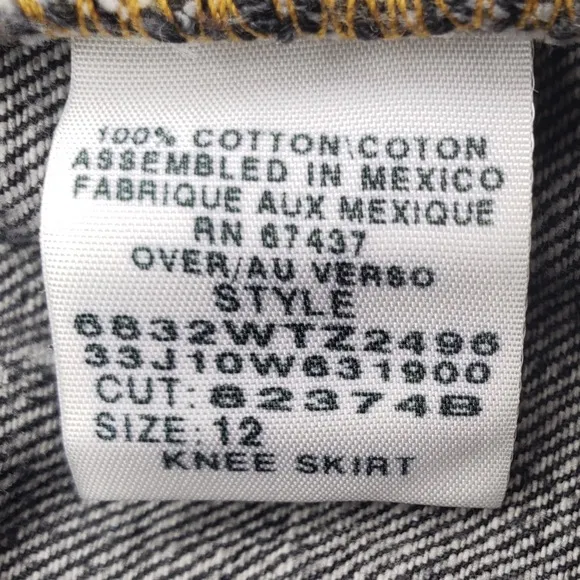 100% COTTON\COTON
ASSEMBLED IN MEXICO
FABRIQUE AUX MEXIQUE
RN 67437
OVER/AU VERSO
STYLE
6832WTZ2496
33J10W631900
CUT: 62374B
SIZE: 12
KNEE SKIRT